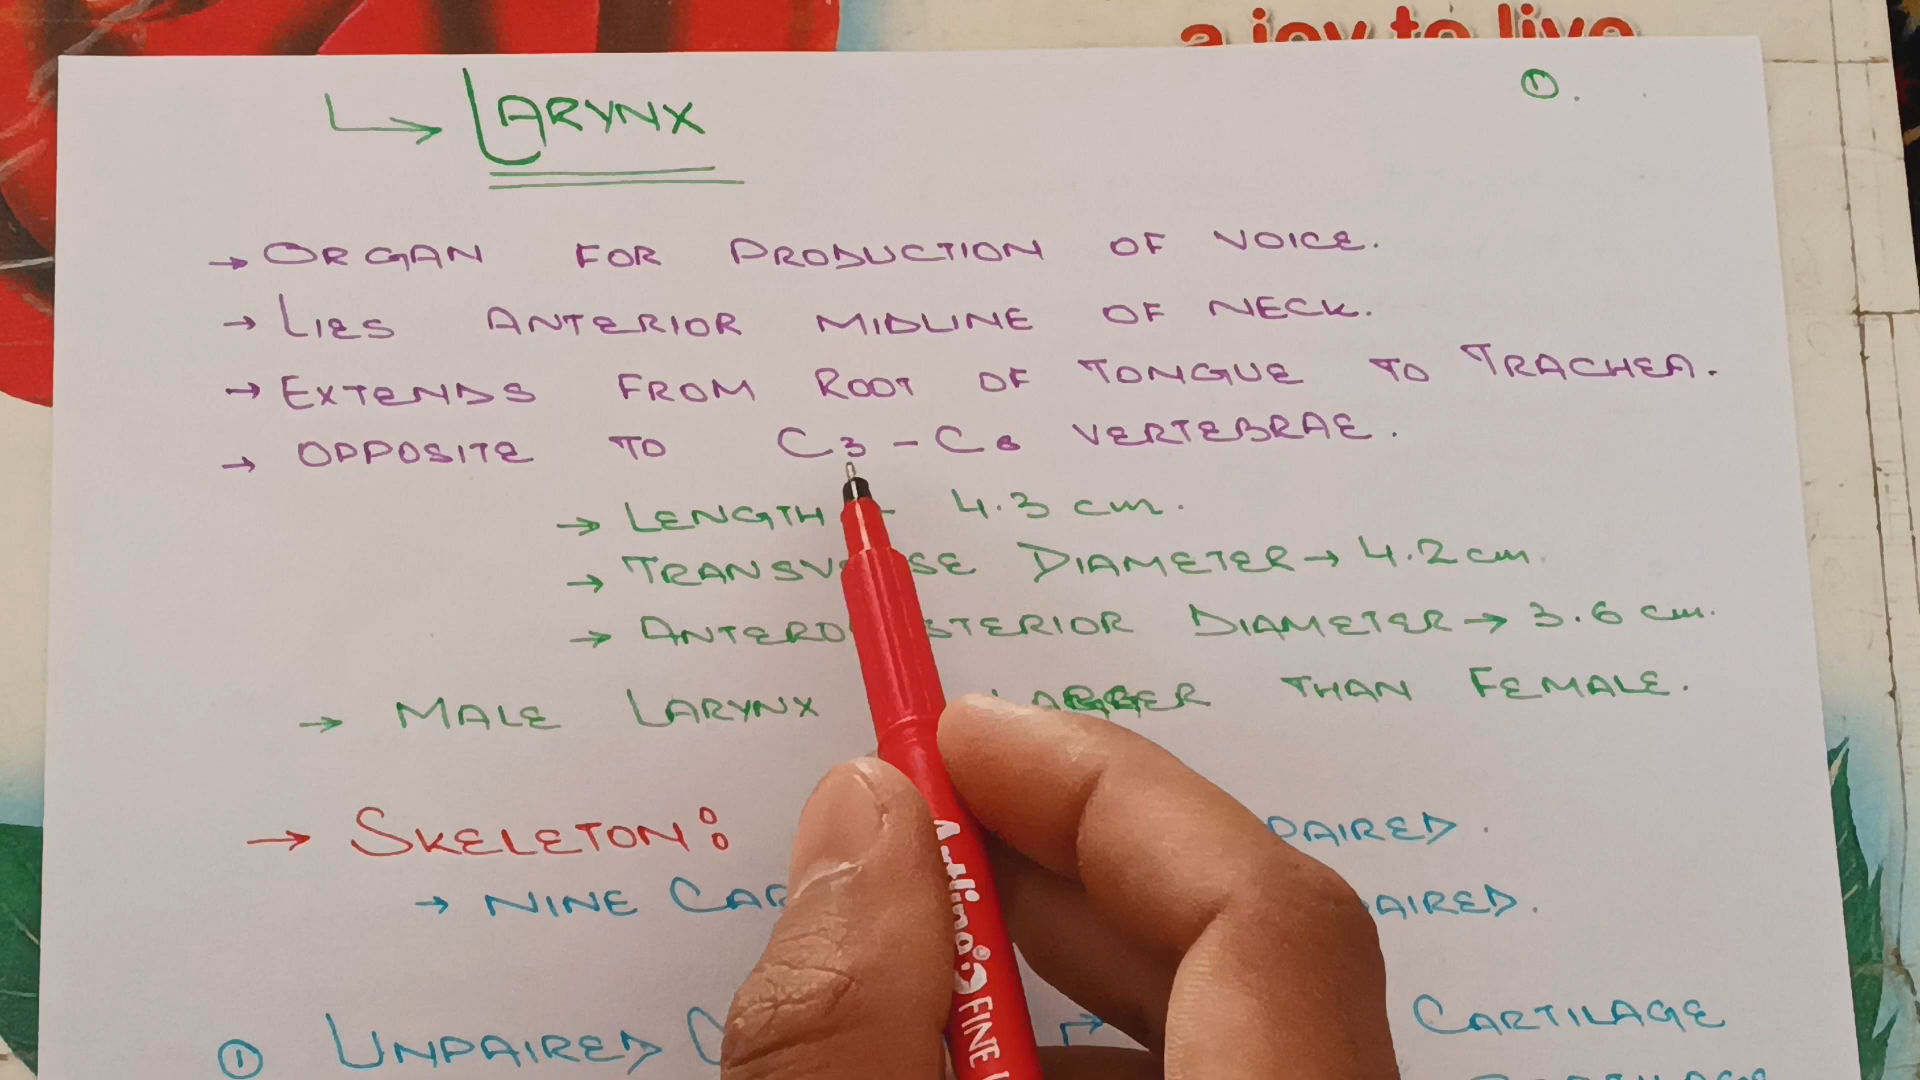 a joy to live
→ LARYNX
①.
→ ORGAN FOR PRODUCTION OF VOICE.
→ LIES ANTERIOR MIDLINE OF NECK.
→ EXTENDS FROM ROOT OF TONGUE TO TRACHEA.
→ OPPOSITE TO C3 - C6 VERTEBRAE.
→ LENGTH - 4.3 cm.
→ TRANSV SE DIAMETER → 4.2 cm.
→ ANTERO STERIOR DIAMETER → 3.6 cm.
→ MALE LARYNX LARGER THAN FEMALE.
→ SKELETON: PAIRED.
→ NINE CAR AIRED.
① UNPAIRED C CARTILAGE
Artline FINE